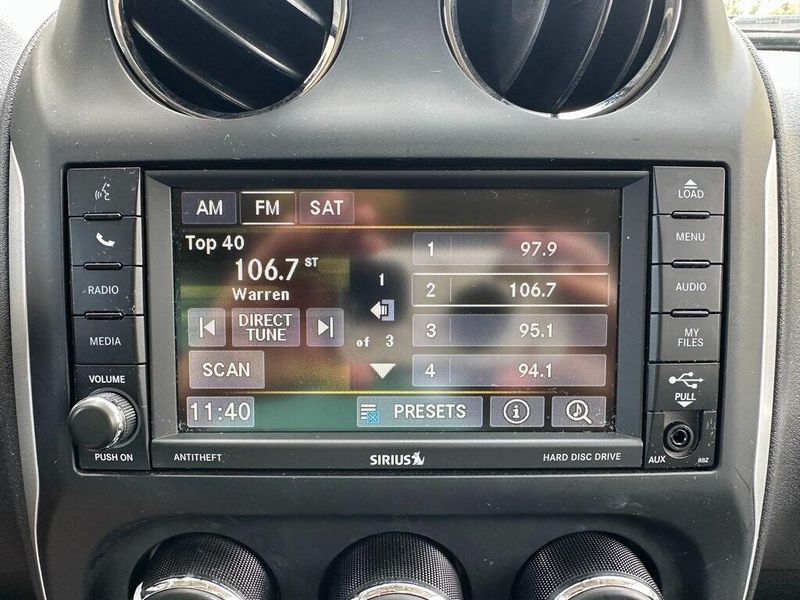 AM FM SAT
Top 40
106.7 ST
Warren
DIRECT TUNE
SCAN
11:40
1
of 3
1 97.9
2 106.7
3 95.1
4 94.1
PRESETS
RADIO
MEDIA
VOLUME
PUSH ON
LOAD
MENU
AUDIO
MY FILES
PULL
AUX RBZ
ANTITHEFT SIRIUS HARD DISC DRIVE